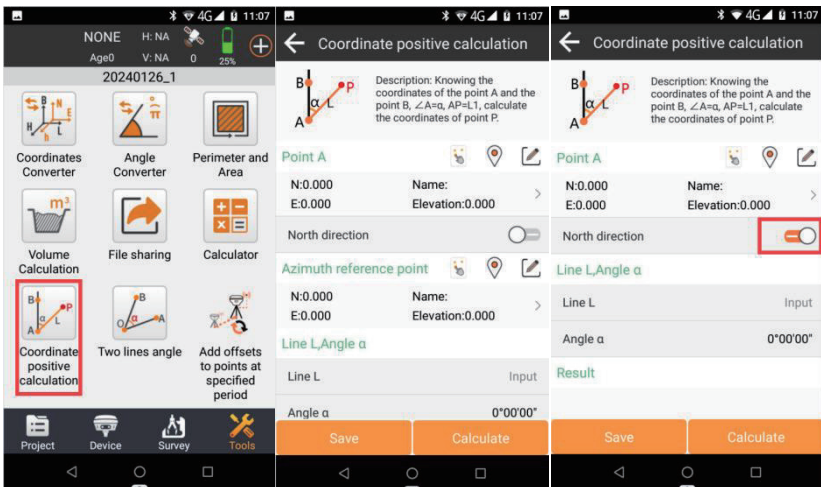 4G 11:07
NONE H: NA
Age0 V: NA 0 25%
20240126_1
B N E H L h
° π
Coordinates
Converter
Angle
Converter
Perimeter and
Area
m³
Volume
Calculation
File sharing
Calculator
B P α L A
B α A O
Coordinate
positive
calculation
Two lines angle
Add offsets
to points at
specified
period
Project Device Survey Tools
4G 11:07
Coordinate positive calculation
B P α L A
Description: Knowing the
coordinates of the point A and the
point B, ∠A=α, AP=L1, calculate
the coordinates of point P.
Point A
N:0.000 Name:
E:0.000 Elevation:0.000
North direction
Azimuth reference point
N:0.000 Name:
E:0.000 Elevation:0.000
Line L,Angle α
Line L Input
Angle α 0°00'00"
Save Calculate
4G 11:07
Coordinate positive calculation
B P α L A
Description: Knowing the
coordinates of the point A and the
point B, ∠A=α, AP=L1, calculate
the coordinates of point P.
Point A
N:0.000 Name:
E:0.000 Elevation:0.000
North direction
Line L,Angle α
Line L Input
Angle α 0°00'00"
Result
Save Calculate